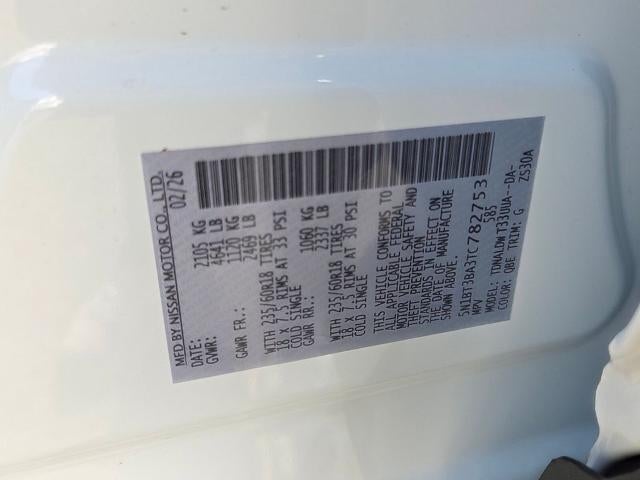 MFD BY NISSAN MOTOR CO., LTD.
DATE: 02/26
GVWR: 2105 KG
4641 LB
GAWR FR.: 1120 KG
2469 LB
WITH 235/60R18 TIRES
18 X 7.5 RIMS AT 33 PSI
COLD SINGLE
GAWR RR.: 1060 KG
2337 LB
WITH 235/60R18 TIRES
18 X 7.5 RIMS AT 30 PSI
COLD SINGLE
THIS VEHICLE CONFORMS TO
ALL APPLICABLE FEDERAL
MOTOR VEHICLE SAFETY AND
THEFT PREVENTION
STANDARDS IN EFFECT ON
THE DATE OF MANUFACTURE
SHOWN ABOVE.
5N1BT3BA3TC782753
MPV 585
MODEL: TDNALDW T33UUA--DA-
COLOR: QBE TRIM: G
ZS30A